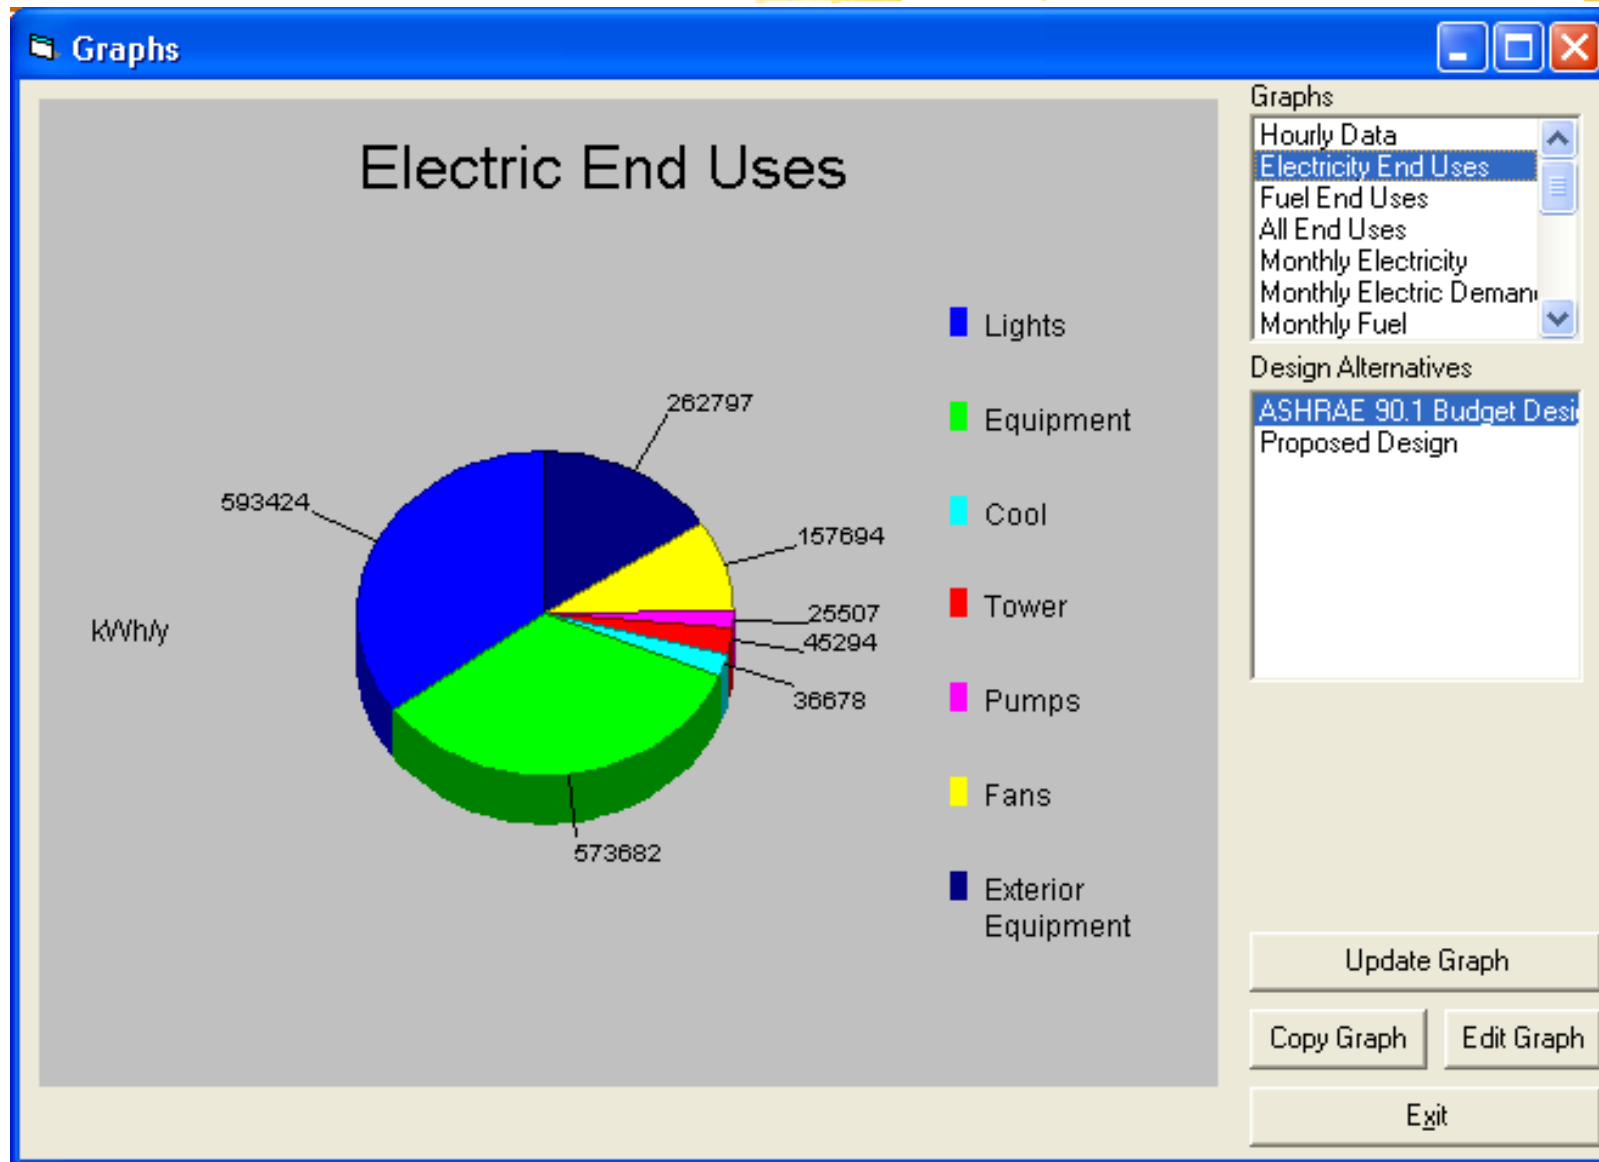 Graphs
Electric End Uses
kWh/y
593424
262797
157694
25507
45294
36678
573682
Lights
Equipment
Cool
Tower
Pumps
Fans
Exterior
Equipment
Graphs
Hourly Data
Electricity End Uses
Fuel End Uses
All End Uses
Monthly Electricity
Monthly Electric Deman
Monthly Fuel
Design Alternatives
ASHRAE 90.1 Budget Desi
Proposed Design
Update Graph
Copy Graph
Edit Graph
Exit